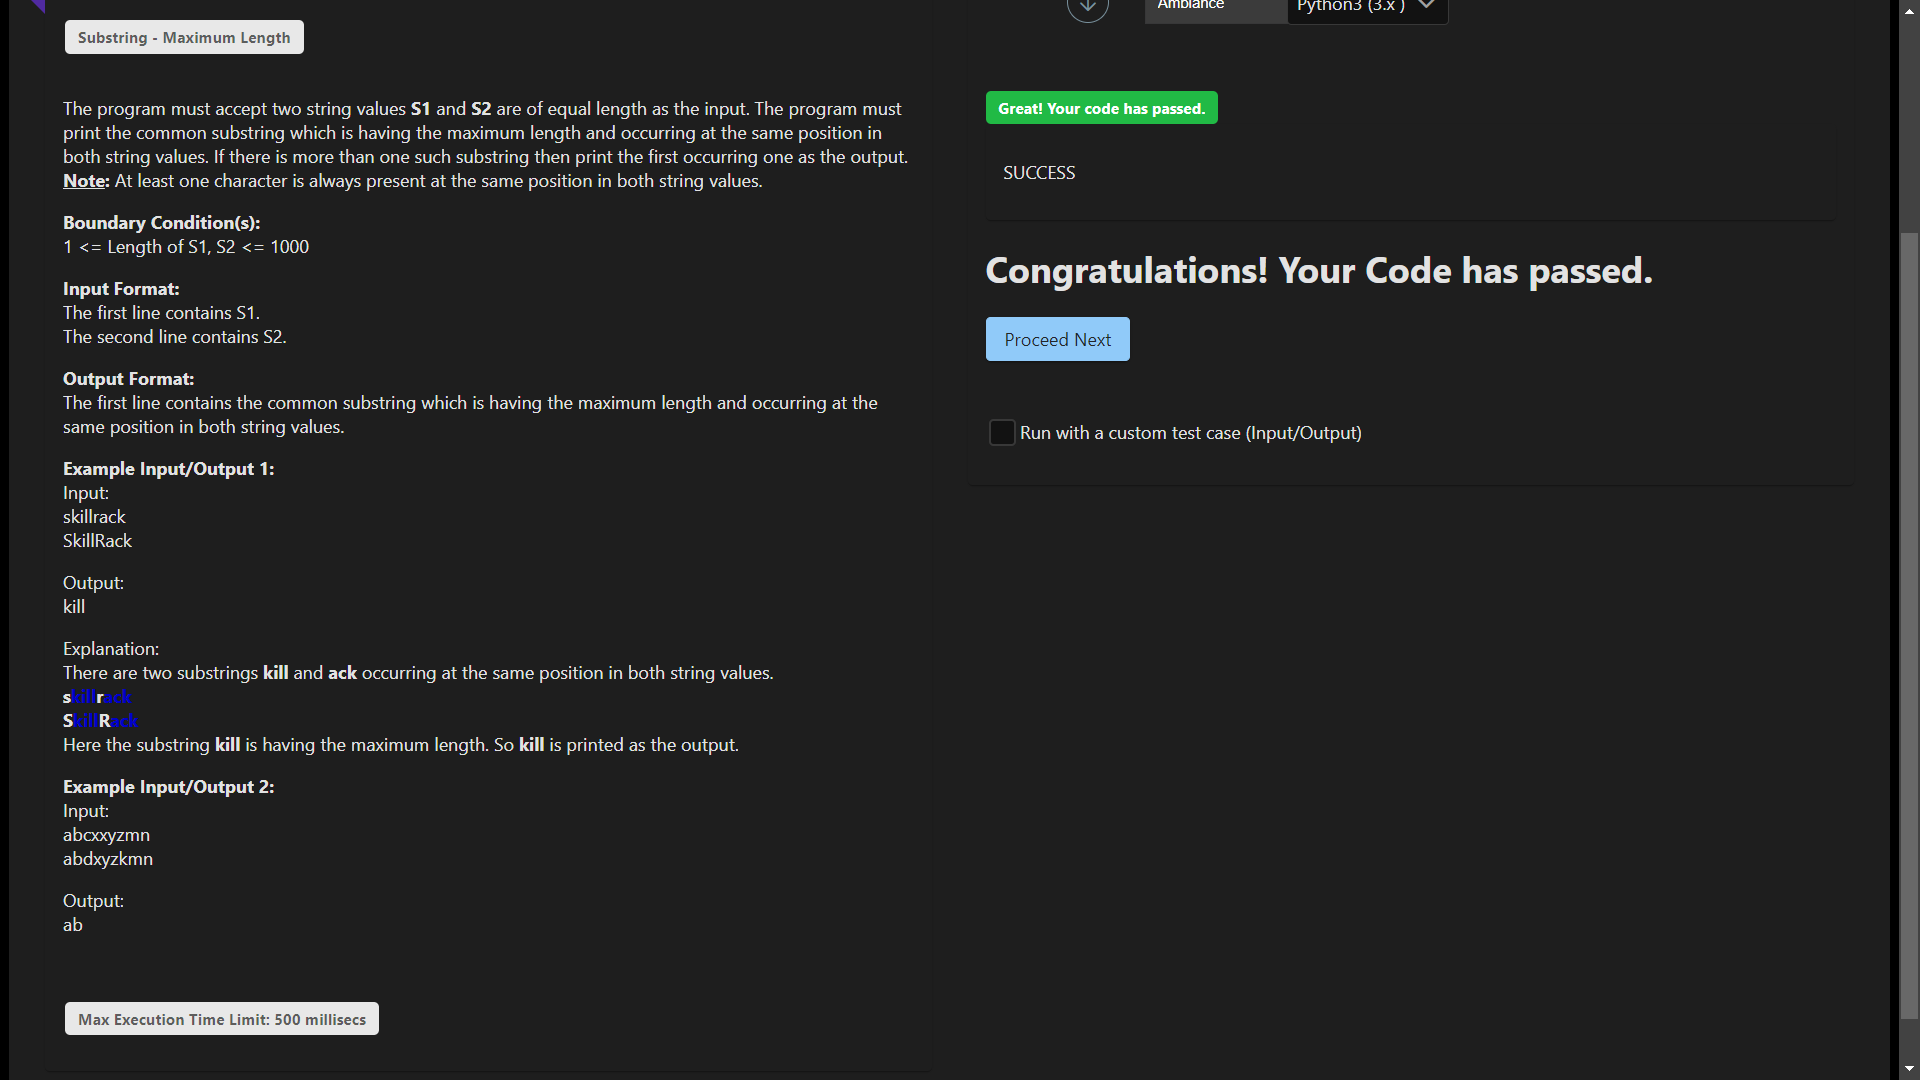 Substring - Maximum Length
The program must accept two string values S1 and S2 are of equal length as the input. The program must
print the common substring which is having the maximum length and occurring at the same position in
both string values. If there is more than one such substring then print the first occurring one as the output.
Note: At least one character is always present at the same position in both string values.
Boundary Condition(s):
1 <= Length of S1, S2 <= 1000
Input Format:
The first line contains S1.
The second line contains S2.
Output Format:
The first line contains the common substring which is having the maximum length and occurring at the
same position in both string values.
Example Input/Output 1:
Input:
skillrack
SkillRack
Output:
kill
Explanation:
There are two substrings kill and ack occurring at the same position in both string values.
skillrack
SkillRack
Here the substring kill is having the maximum length. So kill is printed as the output.
Example Input/Output 2:
Input:
abcxxyzmn
abdxyzkmn
Output:
ab
Max Execution Time Limit: 500 millisecs
Ambiance
Python3 (3.x )
Great! Your code has passed.
SUCCESS
Congratulations! Your Code has passed.
Proceed Next
Run with a custom test case (Input/Output)